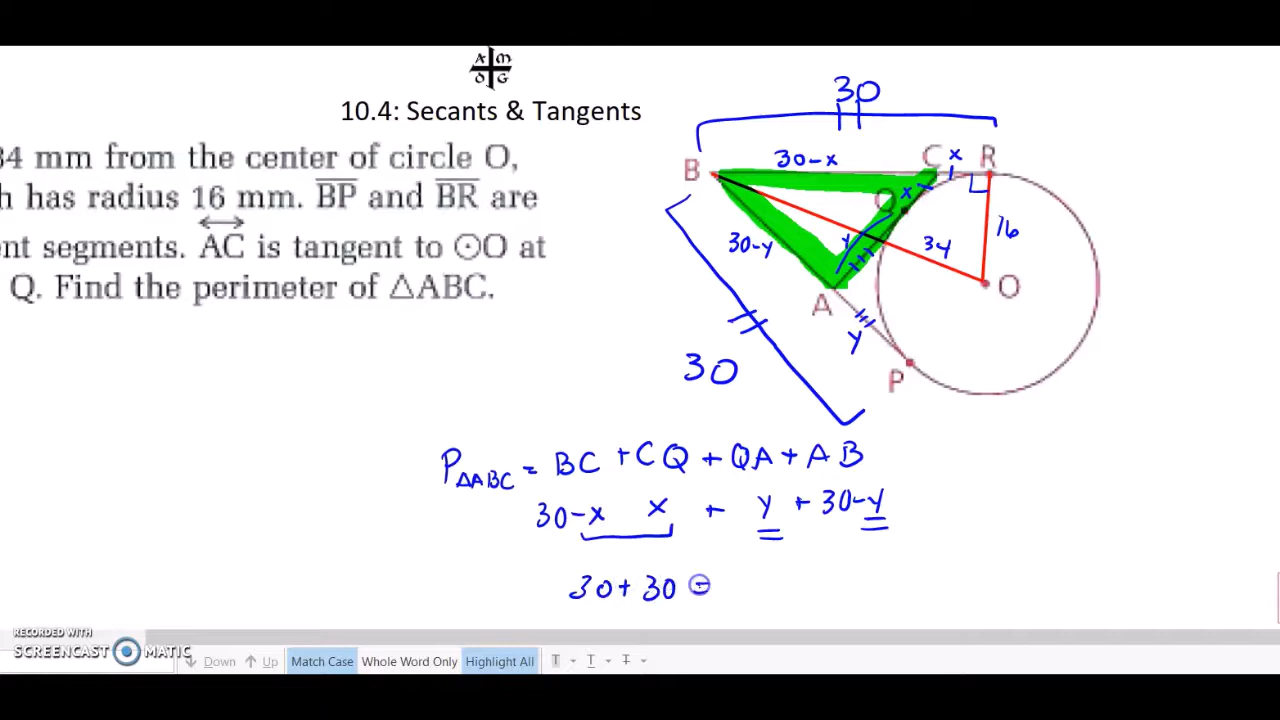 A M
O G
10.4: Secants & Tangents
34 mm from the center of circle O,
h has radius 16 mm. BP and BR are
nt segments. AC is tangent to ⊙O at
Q. Find the perimeter of △ABC.
30
B 30-x C x R
Q x
30-y y 34 16
A O
y
30 P
P△ABC = BC + CQ + QA + AB
30-x x + y + 30-y
30 + 30 =
RECORDED WITH
SCREENCAST MATIC
Down Up Match Case Whole Word Only Highlight All T T T